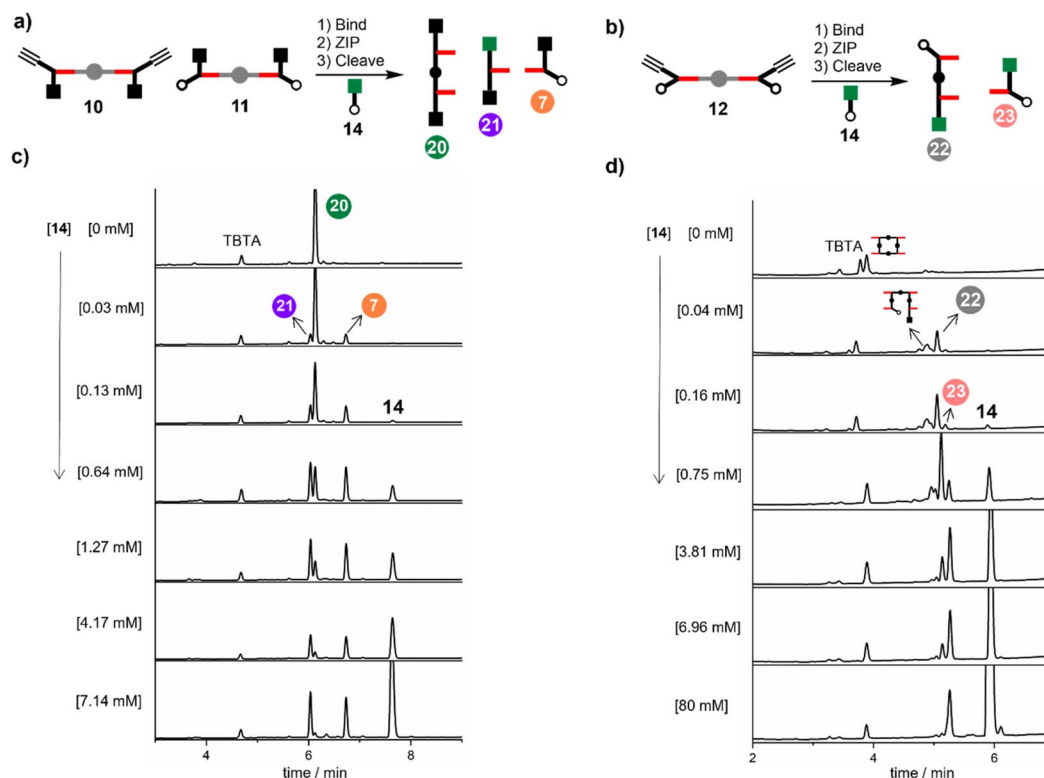 a)
1) Bind
2) ZIP
3) Cleave
10
11
14
20
21
7
b)
1) Bind
2) ZIP
3) Cleave
12
14
22
23
c)
[14] [0 mM]
TBTA
20
[0.03 mM]
21
7
[0.13 mM]
14
[0.64 mM]
[1.27 mM]
[4.17 mM]
[7.14 mM]
4 6 8
time / min
d)
[14] [0 mM]
TBTA
[0.04 mM]
22
[0.16 mM]
23
14
[0.75 mM]
[3.81 mM]
[6.96 mM]
[80 mM]
2 4 6
time / min